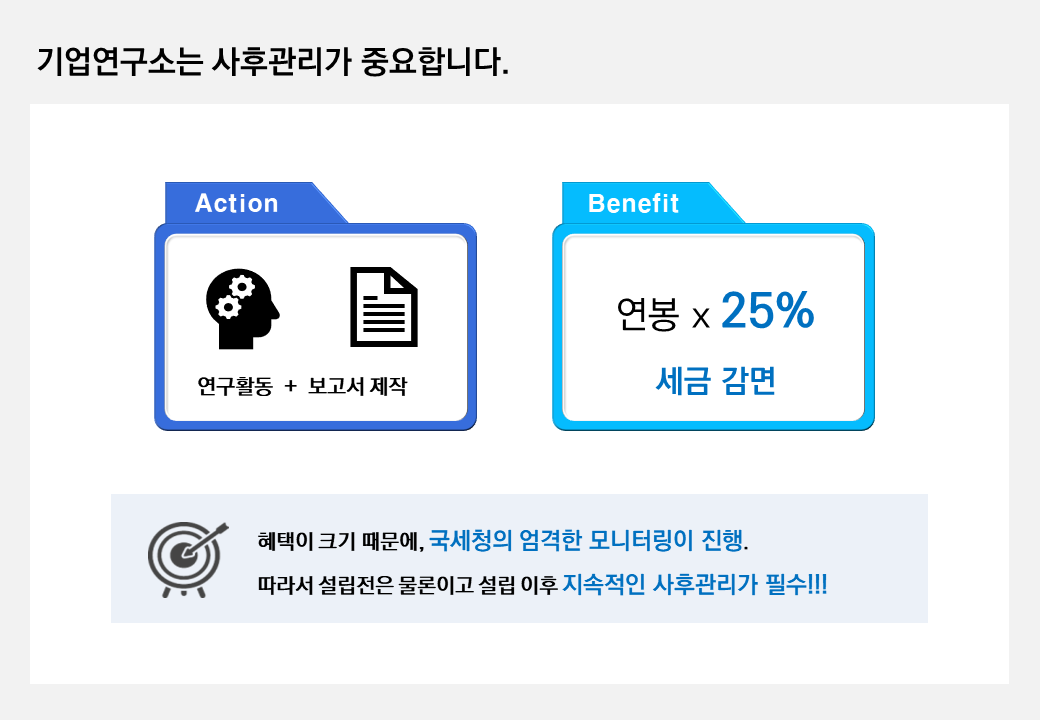 기업연구소는 사후관리가 중요합니다.
Action
연구활동 + 보고서 제작
Benefit
연봉 x 25%
세금 감면
혜택이 크기 때문에, 국세청의 엄격한 모니터링이 진행.
따라서 설립전은 물론이고 설립 이후 지속적인 사후관리가 필수!!!